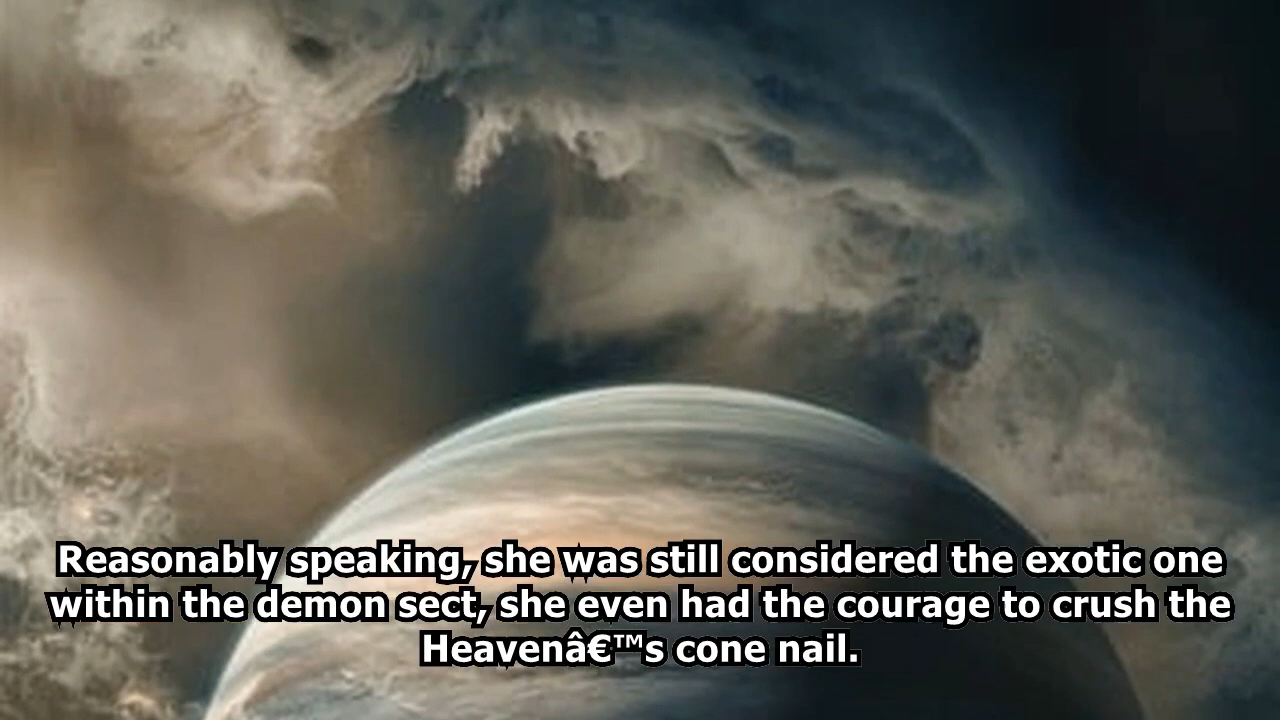 Reasonably speaking, she was still considered the exotic one
within the demon sect, she even had the courage to crush the
Heavenâ€™s cone nail.